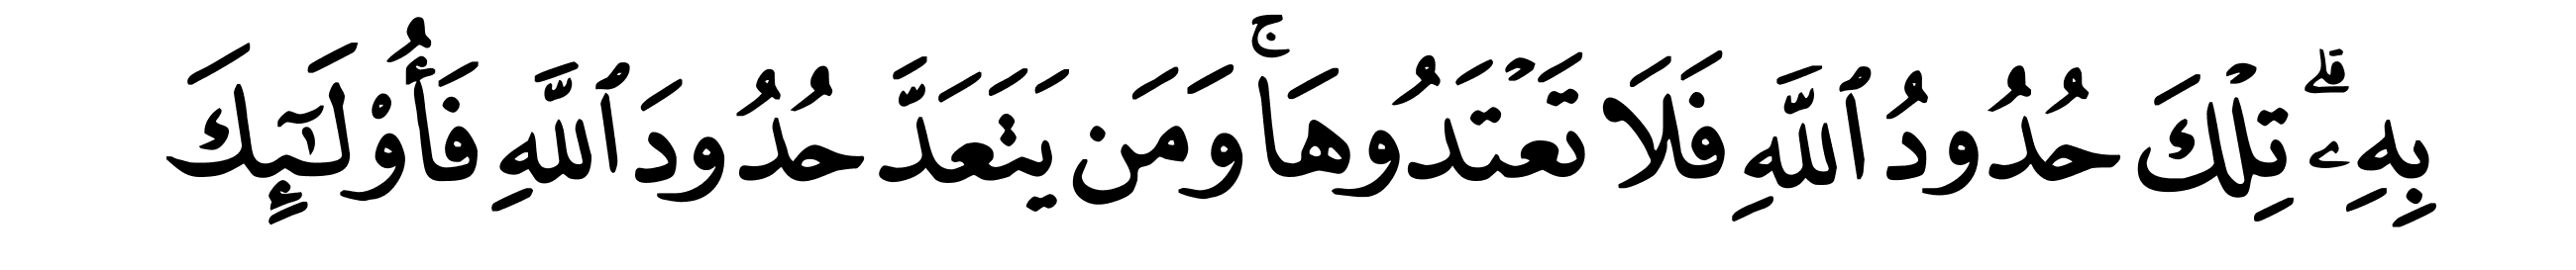 بِهِۦۗ تِلۡكَ حُدُودُ ٱللَّهِ فَلَا تَعۡتَدُوهَاۚ وَمَن يَتَعَدَّ حُدُودَ ٱللَّهِ فَأُوْلَـٰٓئِكَ